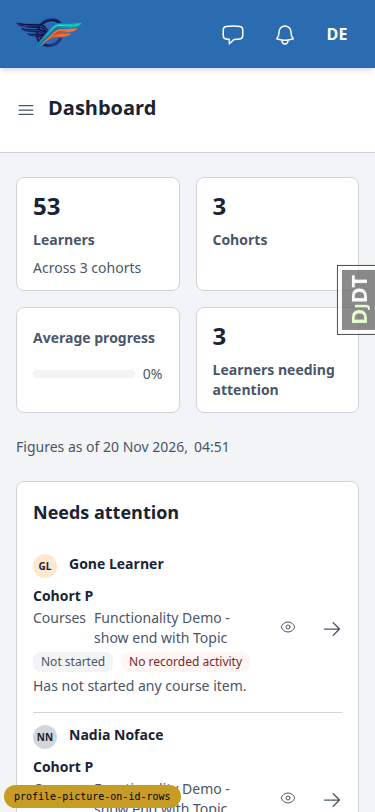 DE
Dashboard
53
Learners
Across 3 cohorts
3
Cohorts
DjDT
Average progress
0%
3
Learners needing
attention
Figures as of 20 Nov 2026, 04:51
Needs attention
GL Gone Learner
Cohort P
Courses Functionality Demo -
show end with Topic
Not started No recorded activity
Has not started any course item.
NN Nadia Noface
Cohort P
Demo -
show end with Topic
profile-picture-on-id-rows